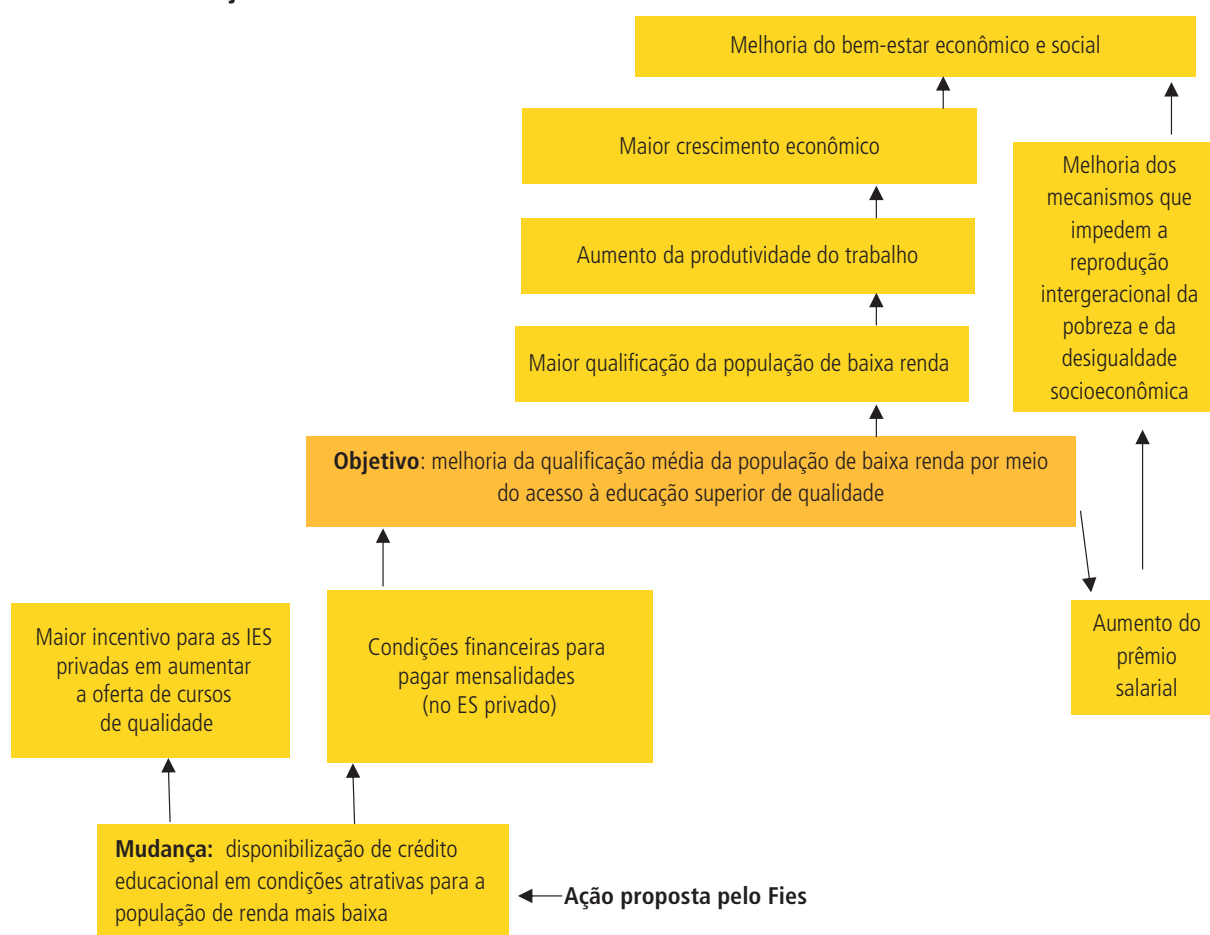 Melhoria do bem-estar econômico e social
Maior crescimento econômico
Melhoria dos
mecanismos que
impedem a
reprodução
intergeracional da
pobreza e da
desigualdade
socioeconômica
Aumento da produtividade do trabalho
Maior qualificação da população de baixa renda
Objetivo: melhoria da qualificação média da população de baixa renda por meio
do acesso à educação superior de qualidade
Maior incentivo para as IES
privadas em aumentar
a oferta de cursos
de qualidade
Condições financeiras para
pagar mensalidades
(no ES privado)
Aumento do
prêmio
salarial
Mudança: disponibilização de crédito
educacional em condições atrativas para a
população de renda mais baixa
Ação proposta pelo Fies